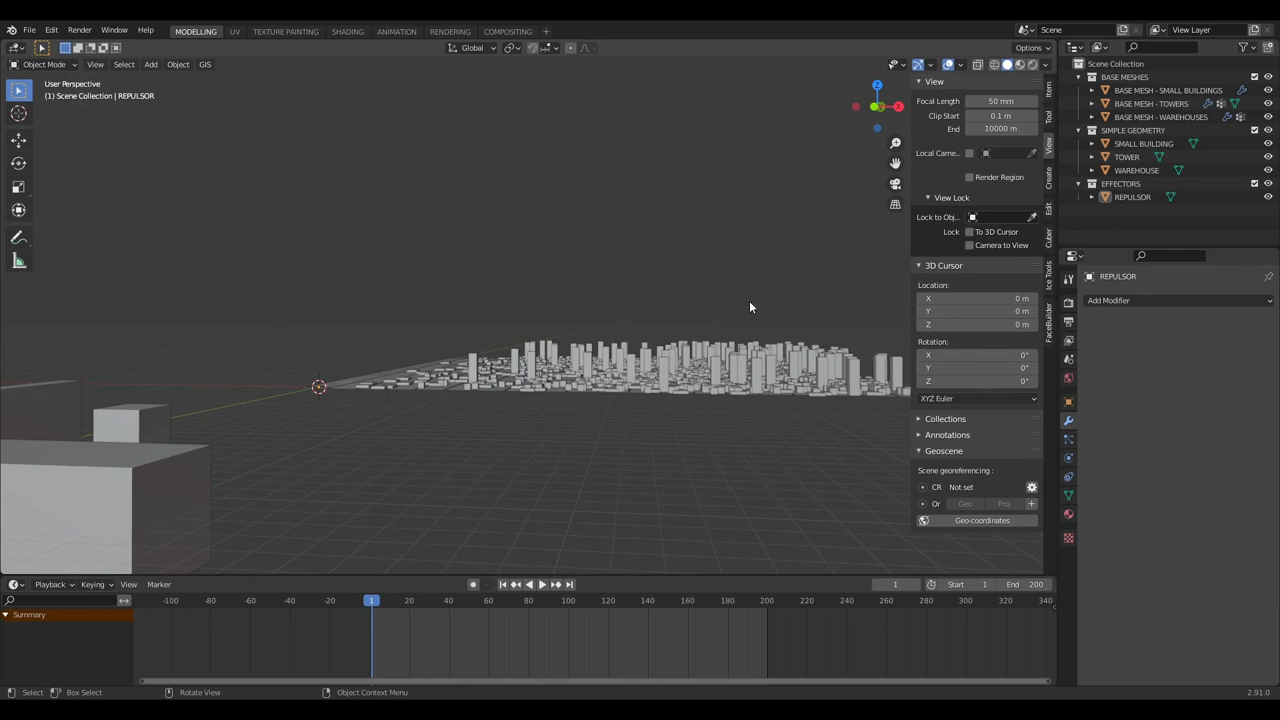 File Edit Render Window Help MODELLING UV TEXTURE PAINTING SHADING ANIMATION RENDERING COMPOSITING + Scene View Layer
Global Options
Object Mode View Select Add Object GIS
User Perspective
(1) Scene Collection | REPULSOR
Z
X
View
Focal Length 50 mm
Clip Start 0.1 m
End 10000 m
Local Came...
Render Region
View Lock
Lock to Obj...
Lock To 3D Cursor
Camera to View
3D Cursor
Location:
X 0 m
Y 0 m
Z 0 m
Rotation:
X 0°
Y 0°
Z 0°
XYZ Euler
Collections
Annotations
Geoscene
Scene georeferencing :
CR Not set
Or Geo Proj +
Geo-coordinates
Item
Tool
View
Create
Edit
Cuber
Ice Tools
FaceBuilder
Scene Collection
BASE MESHES
BASE MESH - SMALL BUILDINGS
BASE MESH - TOWERS
BASE MESH - WAREHOUSES
SIMPLE GEOMETRY
SMALL BUILDING
TOWER
WAREHOUSE
EFFECTORS
REPULSOR
REPULSOR
Add Modifier
Playback Keying View Marker 1 Start 1 End 200
-100 -80 -60 -40 -20 1 20 40 60 80 100 120 140 160 180 200 220 240 260 280 300 320 340
Summary
Select Box Select Rotate View Object Context Menu 2.91.0